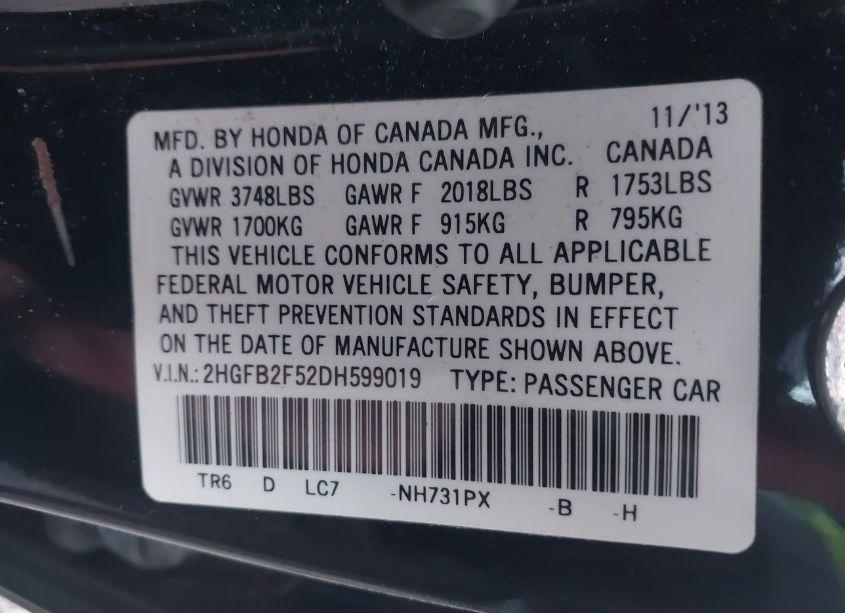 11/'13
MFD. BY HONDA OF CANADA MFG.,
A DIVISION OF HONDA CANADA INC. CANADA
GVWR 3748LBS GAWR F 2018LBS R 1753LBS
GVWR 1700KG GAWR F 915KG R 795KG
THIS VEHICLE CONFORMS TO ALL APPLICABLE
FEDERAL MOTOR VEHICLE SAFETY, BUMPER,
AND THEFT PREVENTION STANDARDS IN EFFECT
ON THE DATE OF MANUFACTURE SHOWN ABOVE.
V.I.N.: 2HGFB2F52DH599019 TYPE: PASSENGER CAR
TR6 D LC7 -NH731PX -B -H